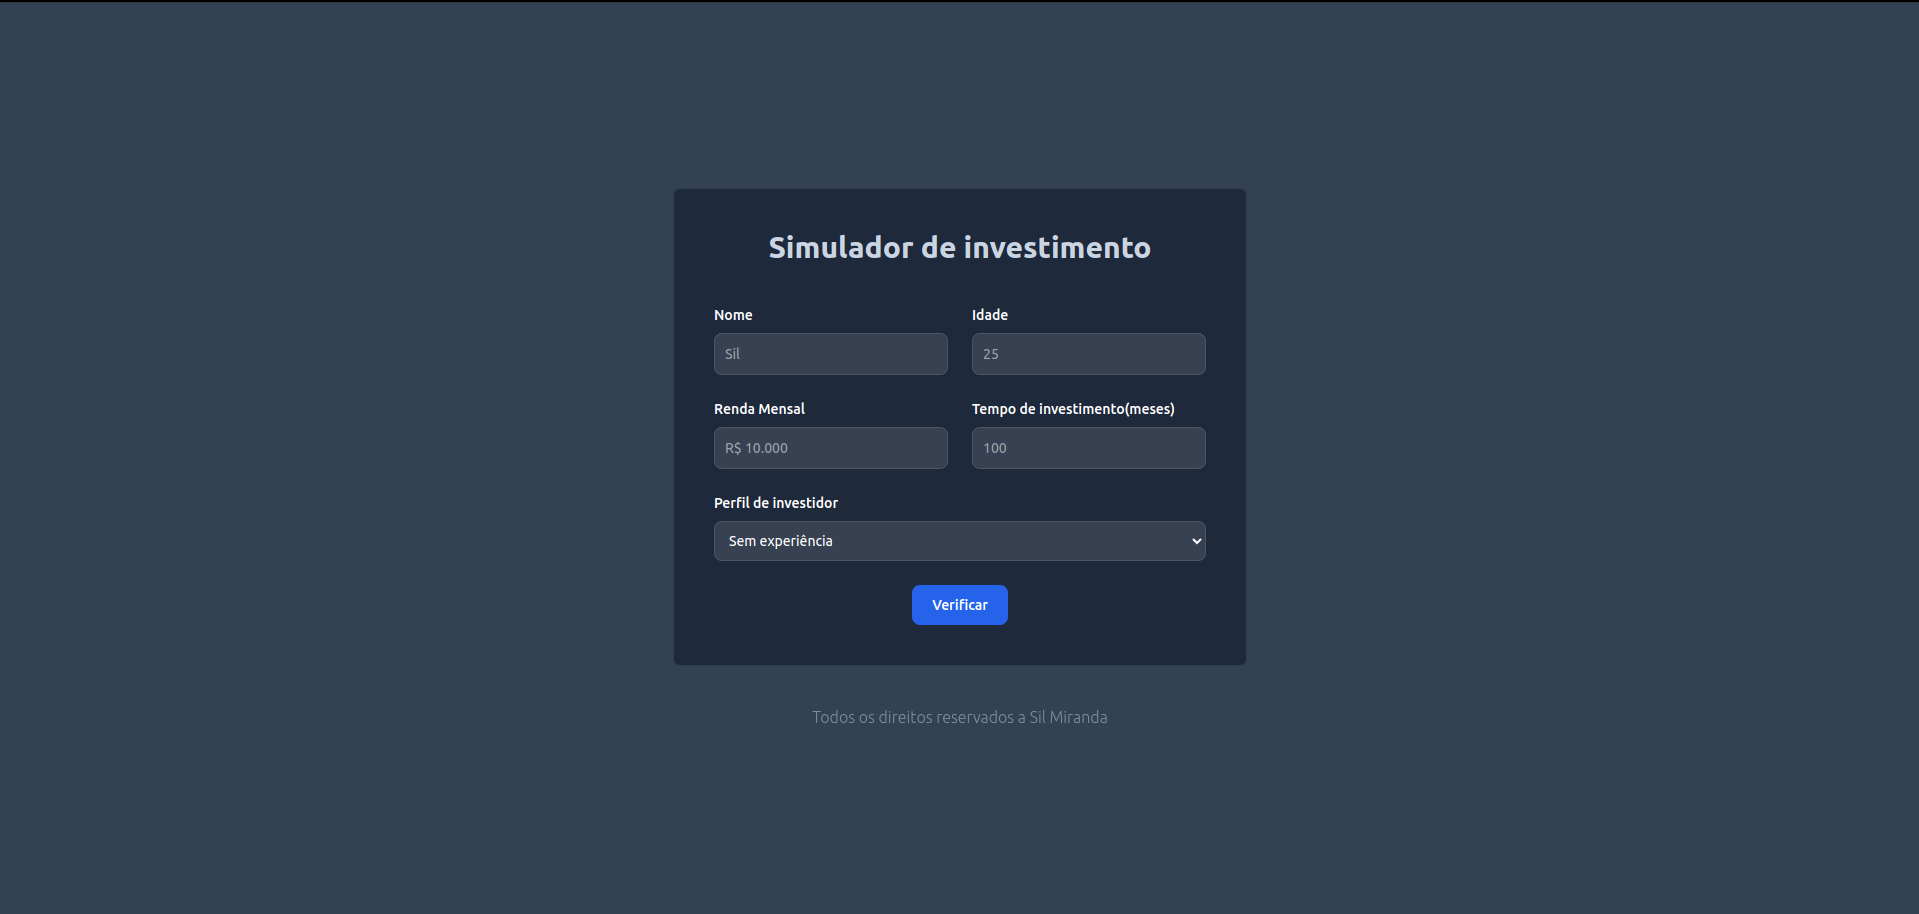 Simulador de investimento
Nome
Idade
Sil
25
Renda Mensal
Tempo de investimento(meses)
R$ 10.000
100
Perfil de investidor
Sem experiência
Verificar
Todos os direitos reservados a Sil Miranda